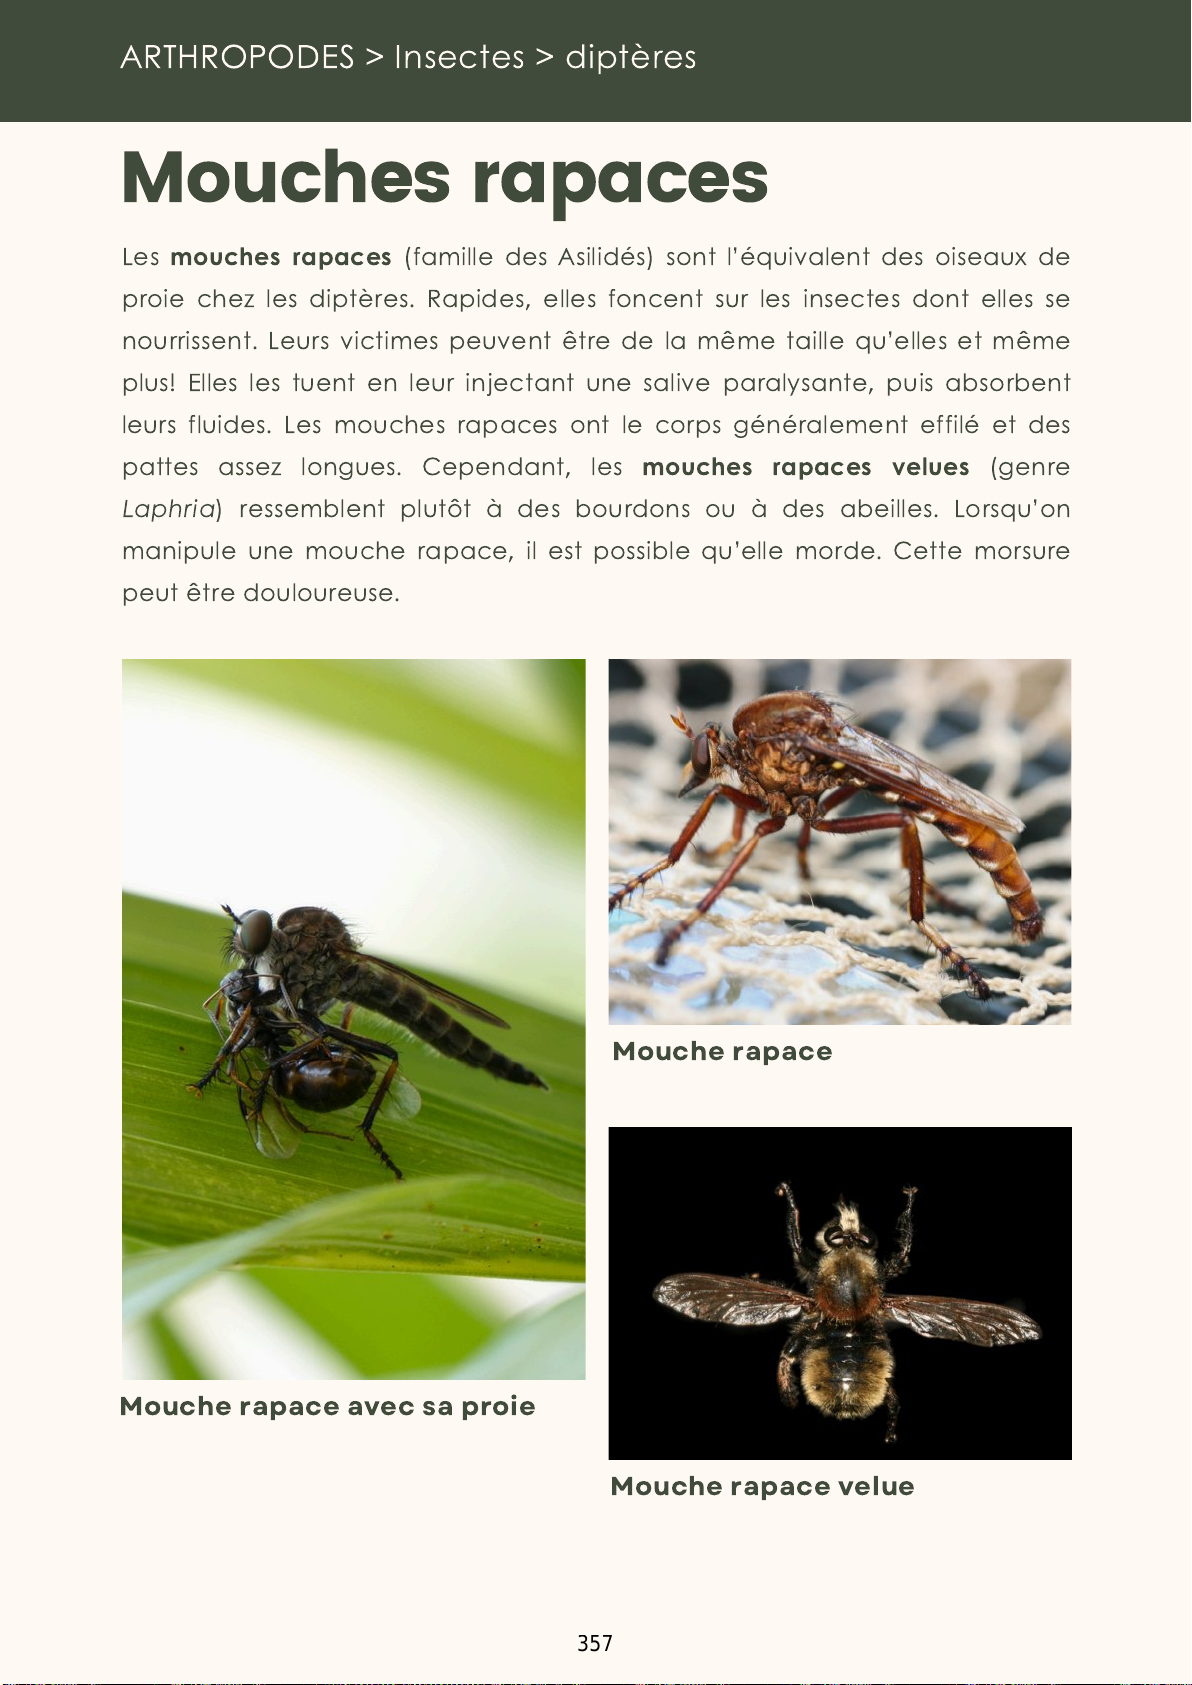 ARTHROPODES > Insectes > diptères
Mouches rapaces
Les mouches rapaces (famille des Asilidés) sont l’équivalent des oiseaux de
proie chez les diptères. Rapides, elles foncent sur les insectes dont elles se
nourrissent. Leurs victimes peuvent être de la même taille qu’elles et même
plus! Elles les tuent en leur injectant une salive paralysante, puis absorbent
leurs fluides. Les mouches rapaces ont le corps généralement effilé et des
pattes assez longues. Cependant, les mouches rapaces velues (genre
Laphria) ressemblent plutôt à des bourdons ou à des abeilles. Lorsqu’on
manipule une mouche rapace, il est possible qu’elle morde. Cette morsure
peut être douloureuse.
Mouche rapace
Mouche rapace avec sa proie
Mouche rapace velue
357